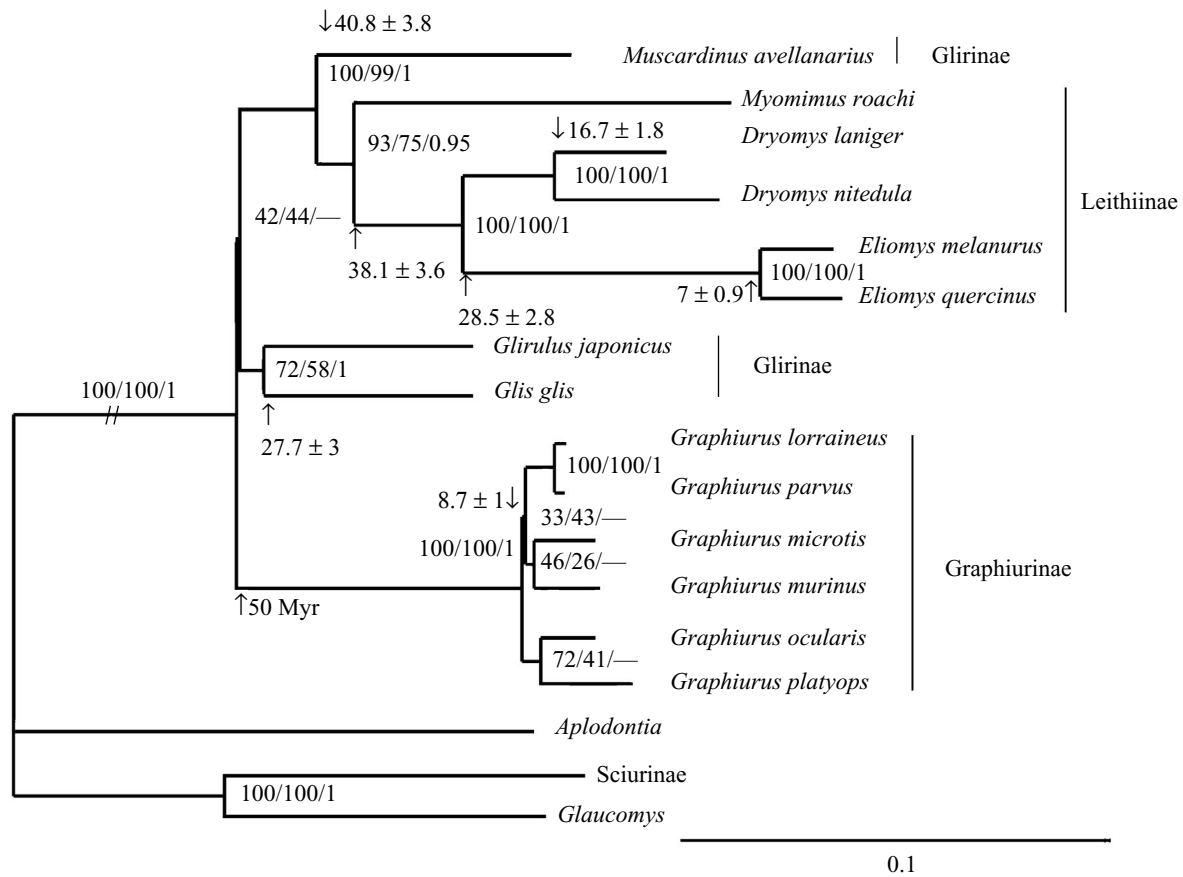 ↓40.8 ± 3.8
Muscardinus avellanarius
Glirinae
100/99/1
Myomimus roachi
↓16.7 ± 1.8
Dryomys laniger
93/75/0.95
100/100/1
Dryomys nitedula
Leithiinae
42/44/—
100/100/1
Eliomys melanurus
↑
38.1 ± 3.6
100/100/1
7 ± 0.9↑
Eliomys quercinus
↑
28.5 ± 2.8
Glirulus japonicus
72/58/1
Glirinae
100/100/1
Glis glis
↑
27.7 ± 3
Graphiurus lorraineus
100/100/1
Graphiurus parvus
8.7 ± 1↓
33/43/—
Graphiurus microtis
100/100/1
46/26/—
Graphiurinae
Graphiurus murinus
↑50 Myr
Graphiurus ocularis
72/41/—
Graphiurus platyops
Aplodontia
Sciurinae
100/100/1
Glaucomys
0.1